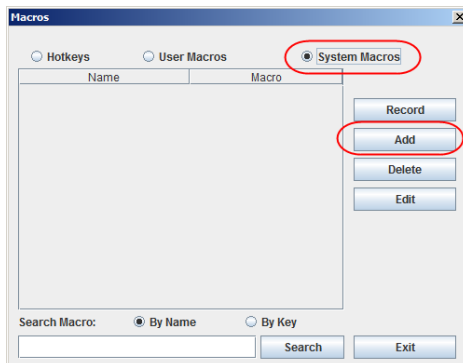 Macros
Hotkeys User Macros System Macros
Name Macro
Record
Add
Delete
Edit
Search Macro: By Name By Key
Search Exit